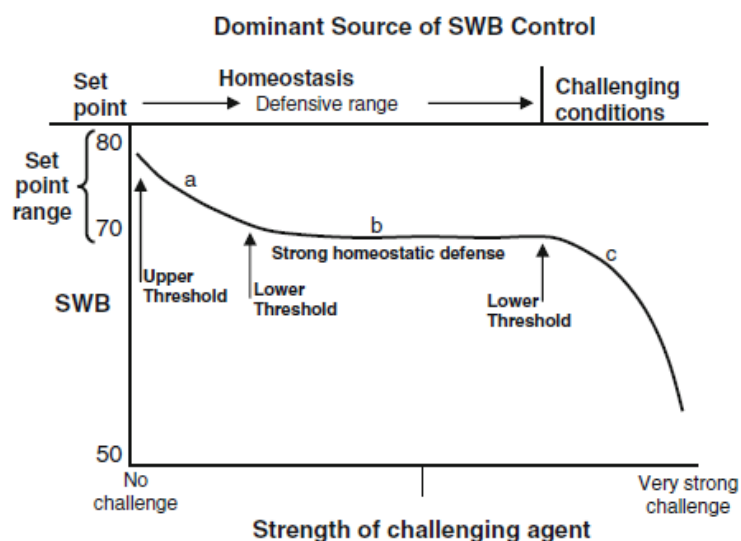 Dominant Source of SWB Control
Set
point
Homeostasis
Defensive range
Challenging
conditions
Set
point
range
80
70
a
b
c
Strong homeostatic defense
Upper
Threshold
Lower
Threshold
Lower
Threshold
SWB
50
No
challenge
Very strong
challenge
Strength of challenging agent